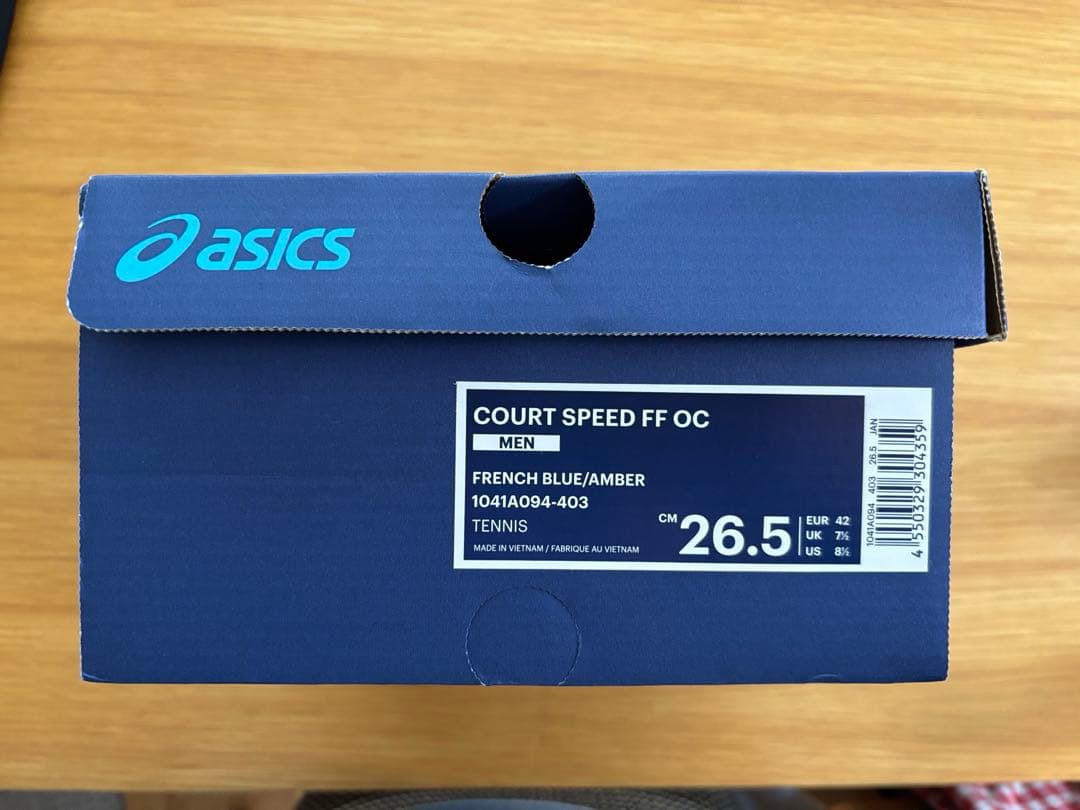 asics
COURT SPEED FF OC
MEN
FRENCH BLUE/AMBER
1041A094-403
TENNIS
MADE IN VIETNAM / FABRIQUE AU VIETNAM
CM 26.5
EUR 42
UK 7½
US 8½
1041A094 403 26.5 JAN
4 550329 304359